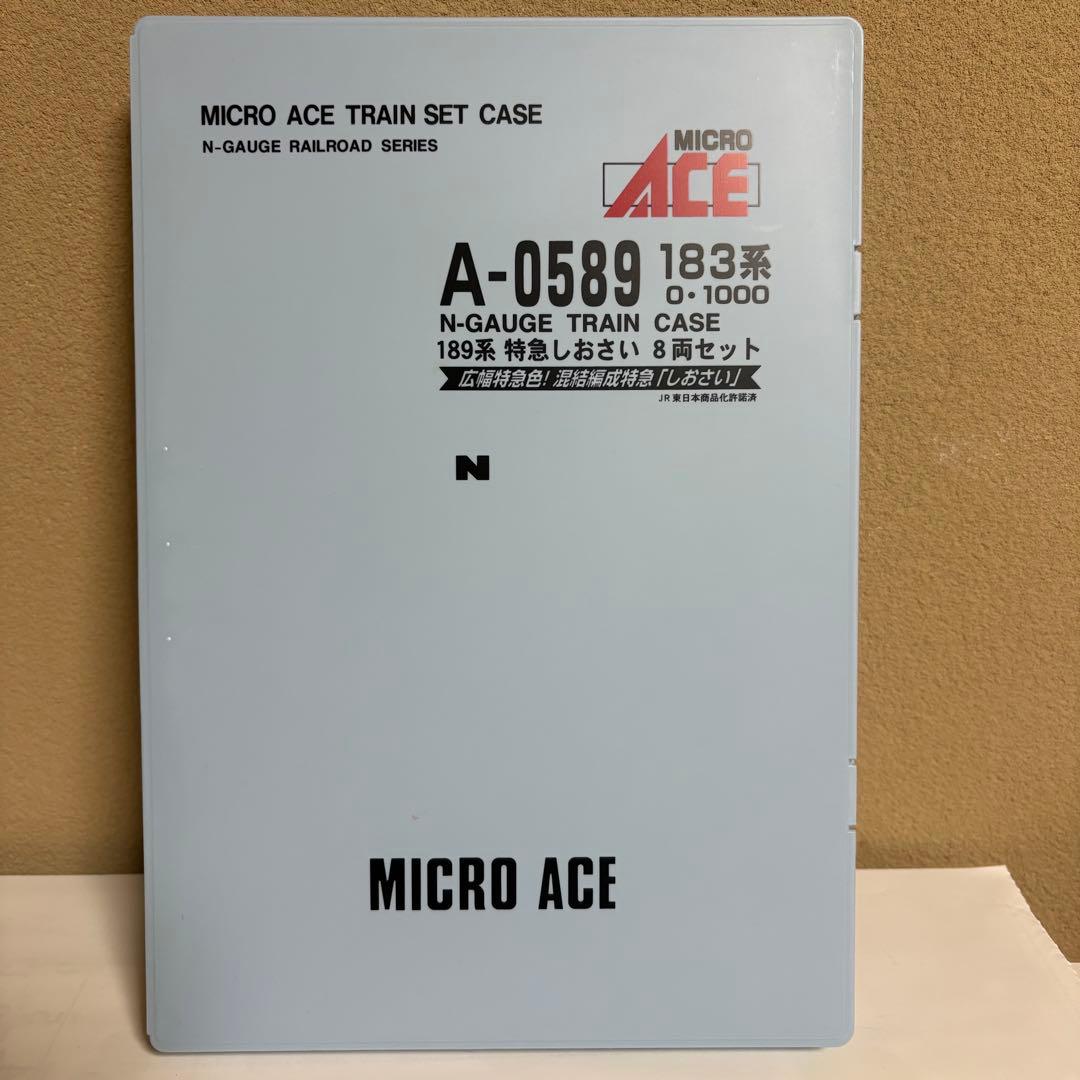 MICRO ACE TRAIN SET CASE
N-GAUGE RAILROAD SERIES
MICRO
ACE
A-0589 183系
0・1000
N-GAUGE TRAIN CASE
189系 特急しおさい 8両セット
広幅特急色! 混結編成特急「しおさい」
JR東日本商品化許諾済
N
MICRO ACE